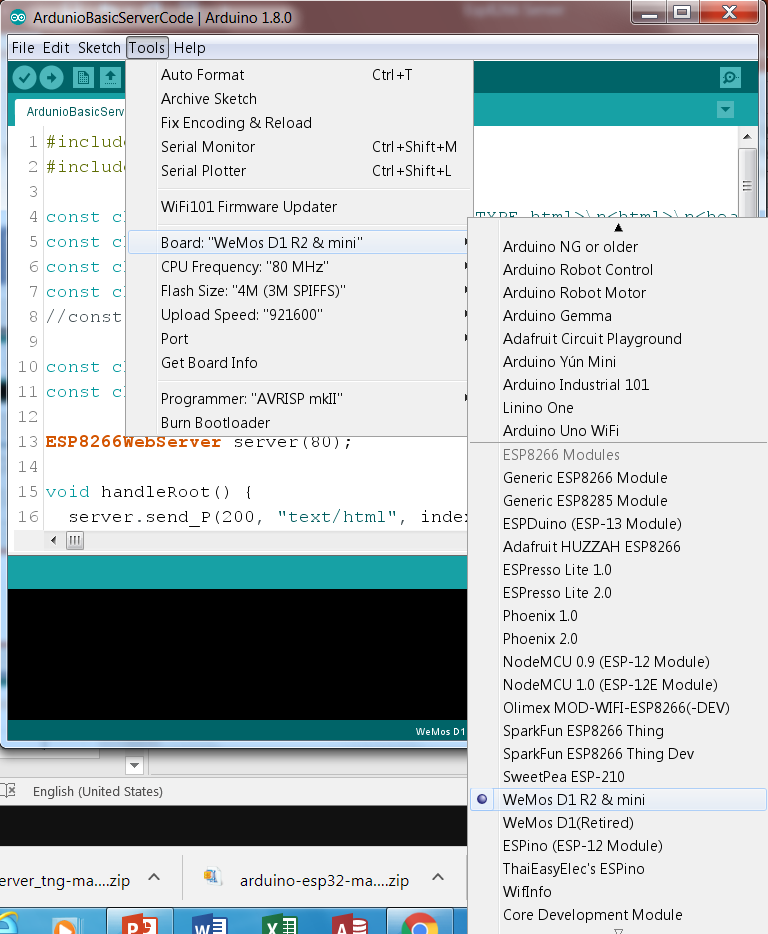 ArdunioBasicServerCode | Arduino 1.8.0
File Edit Sketch Tools Help
ArdunioBasicServ
1 #include
2 #include
3
4 const c
5 const c
6 const c
7 const c
8 //const
9
10 const c
11 const c
12
13 ESP8266WebServer server(80);
14
15 void handleRoot() {
16 server.send_P(200, "text/html", index
TYPE html>\n<html>\n<hea
Auto Format Ctrl+T
Archive Sketch
Fix Encoding & Reload
Serial Monitor Ctrl+Shift+M
Serial Plotter Ctrl+Shift+L
WiFi101 Firmware Updater
Board: "WeMos D1 R2 & mini"
CPU Frequency: "80 MHz"
Flash Size: "4M (3M SPIFFS)"
Upload Speed: "921600"
Port
Get Board Info
Programmer: "AVRISP mkII"
Burn Bootloader
Arduino NG or older
Arduino Robot Control
Arduino Robot Motor
Arduino Gemma
Adafruit Circuit Playground
Arduino Yún Mini
Arduino Industrial 101
Linino One
Arduino Uno WiFi
ESP8266 Modules
Generic ESP8266 Module
Generic ESP8285 Module
ESPDuino (ESP-13 Module)
Adafruit HUZZAH ESP8266
ESPresso Lite 1.0
ESPresso Lite 2.0
Phoenix 1.0
Phoenix 2.0
NodeMCU 0.9 (ESP-12 Module)
NodeMCU 1.0 (ESP-12E Module)
Olimex MOD-WIFI-ESP8266(-DEV)
SparkFun ESP8266 Thing
SparkFun ESP8266 Thing Dev
SweetPea ESP-210
WeMos D1 R2 & mini
WeMos D1(Retired)
ESPino (ESP-12 Module)
ThaiEasyElec's ESPino
WifInfo
Core Development Module
WeMos D1
English (United States)
erver_tng-ma....zip
arduino-esp32-ma....zip